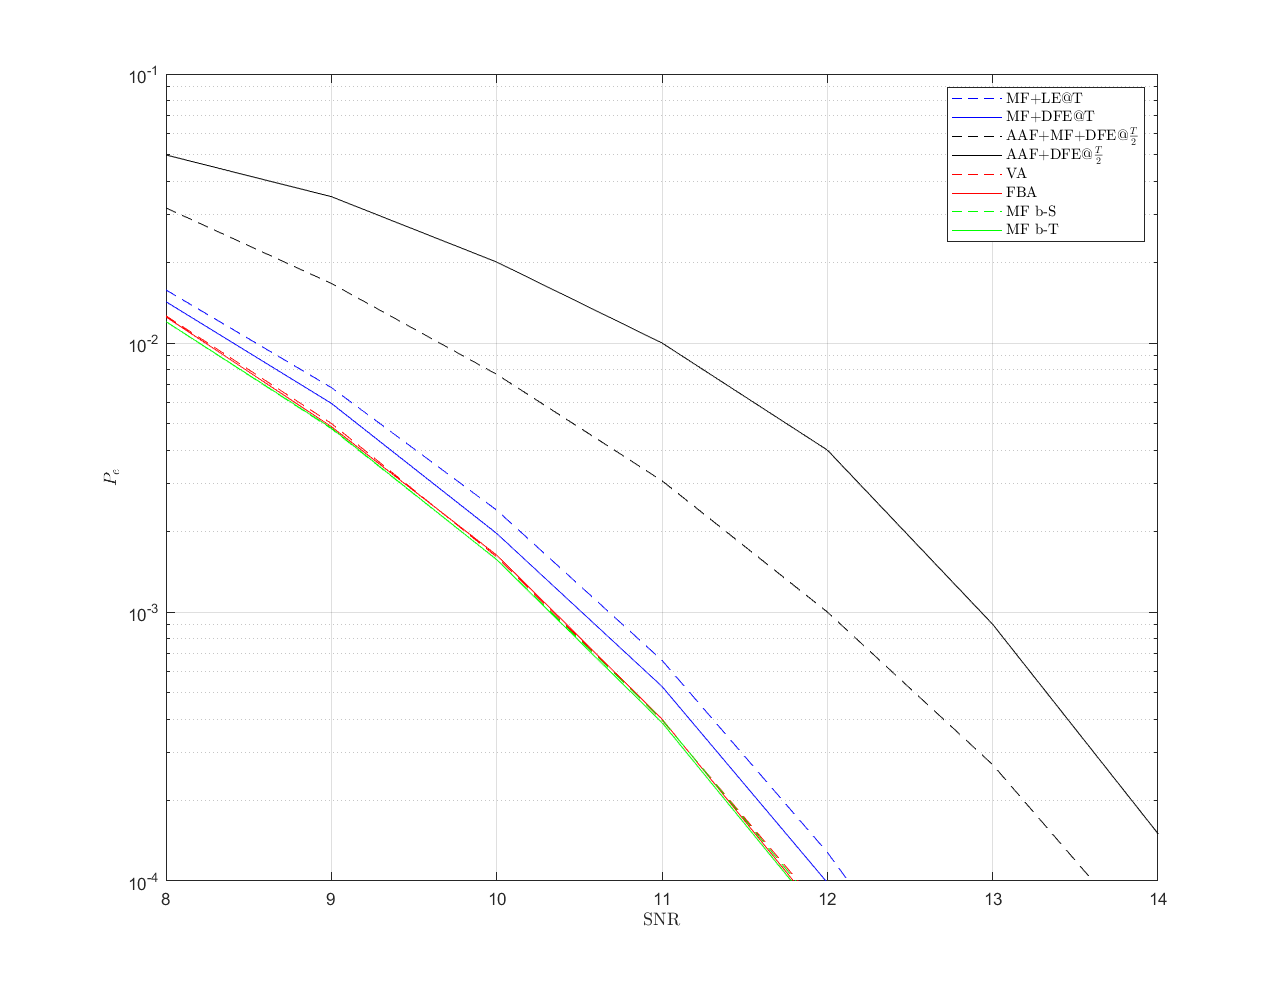 10^-1
10^-2
10^-3
10^-4
P_e
8 9 10 11 12 13 14
SNR
MF+LE@T
MF+DFE@T
AAF+MF+DFE@T/2
AAF+DFE@T/2
VA
FBA
MF b-S
MF b-T